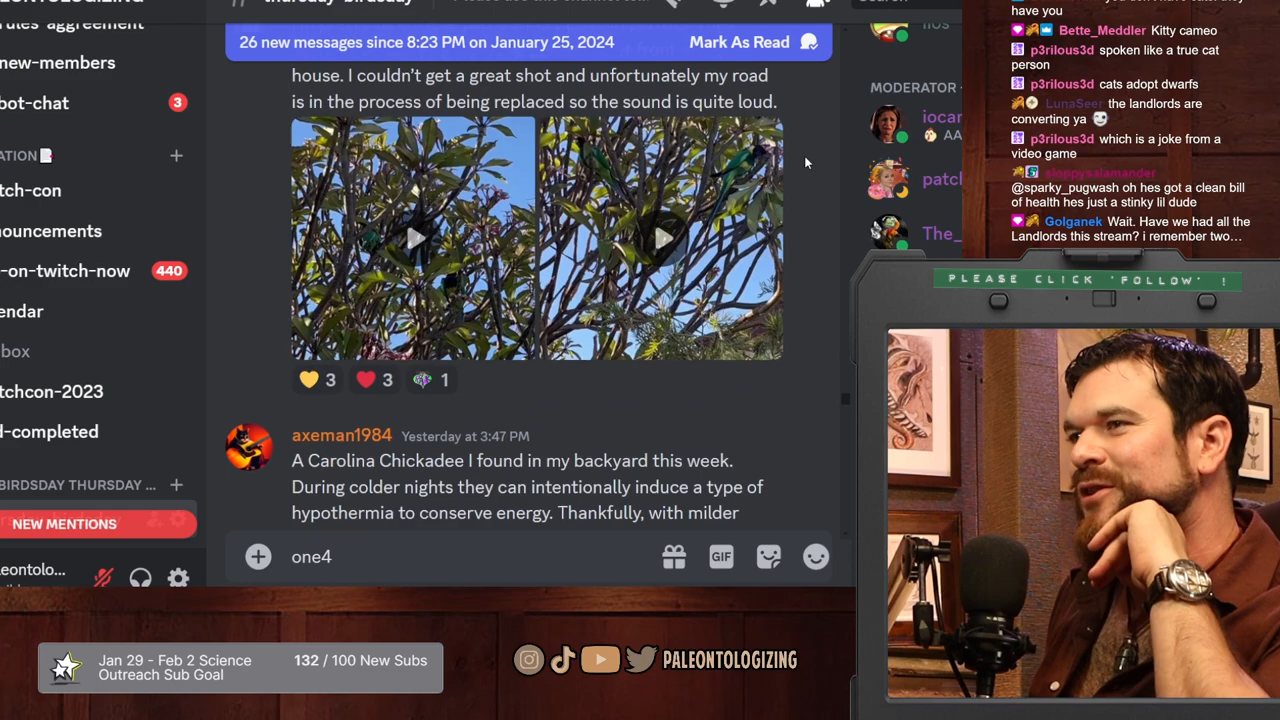 26 new messages since 8:23 PM on January 25, 2024
Mark As Read
new-members
bot-chat
3
tch-con
nouncements
-on-twitch-now
440
endar
box
tchcon-2023
d-completed
BIRDSDAY THURSDAY ...
NEW MENTIONS
leontolo...
house. I couldn't get a great shot and unfortunately my road
is in the process of being replaced so the sound is quite loud.
3
3
1
axeman1984 Yesterday at 3:47 PM
A Carolina Chickadee I found in my backyard this week.
During colder nights they can intentionally induce a type of
hypothermia to conserve energy. Thankfully, with milder
one4
GIF
MODERATOR -
iocar
AA
patch
The_
have you
Bette_Meddler Kitty cameo
p3rilous3d spoken like a true cat
person
p3rilous3d cats adopt dwarfs
LunaSeer the landlords are
converting ya
p3rilous3d which is a joke from a
video game
sloppysalamander
@sparky_pugwash oh hes got a clean bill
of health hes just a stinky lil dude
Golganek Wait. Have we had all the
Landlords this stream? i remember two...
PLEASE CLICK 'FOLLOW' !
Jan 29 - Feb 2 Science
Outreach Sub Goal
132 / 100 New Subs
PALEONTOLOGIZING